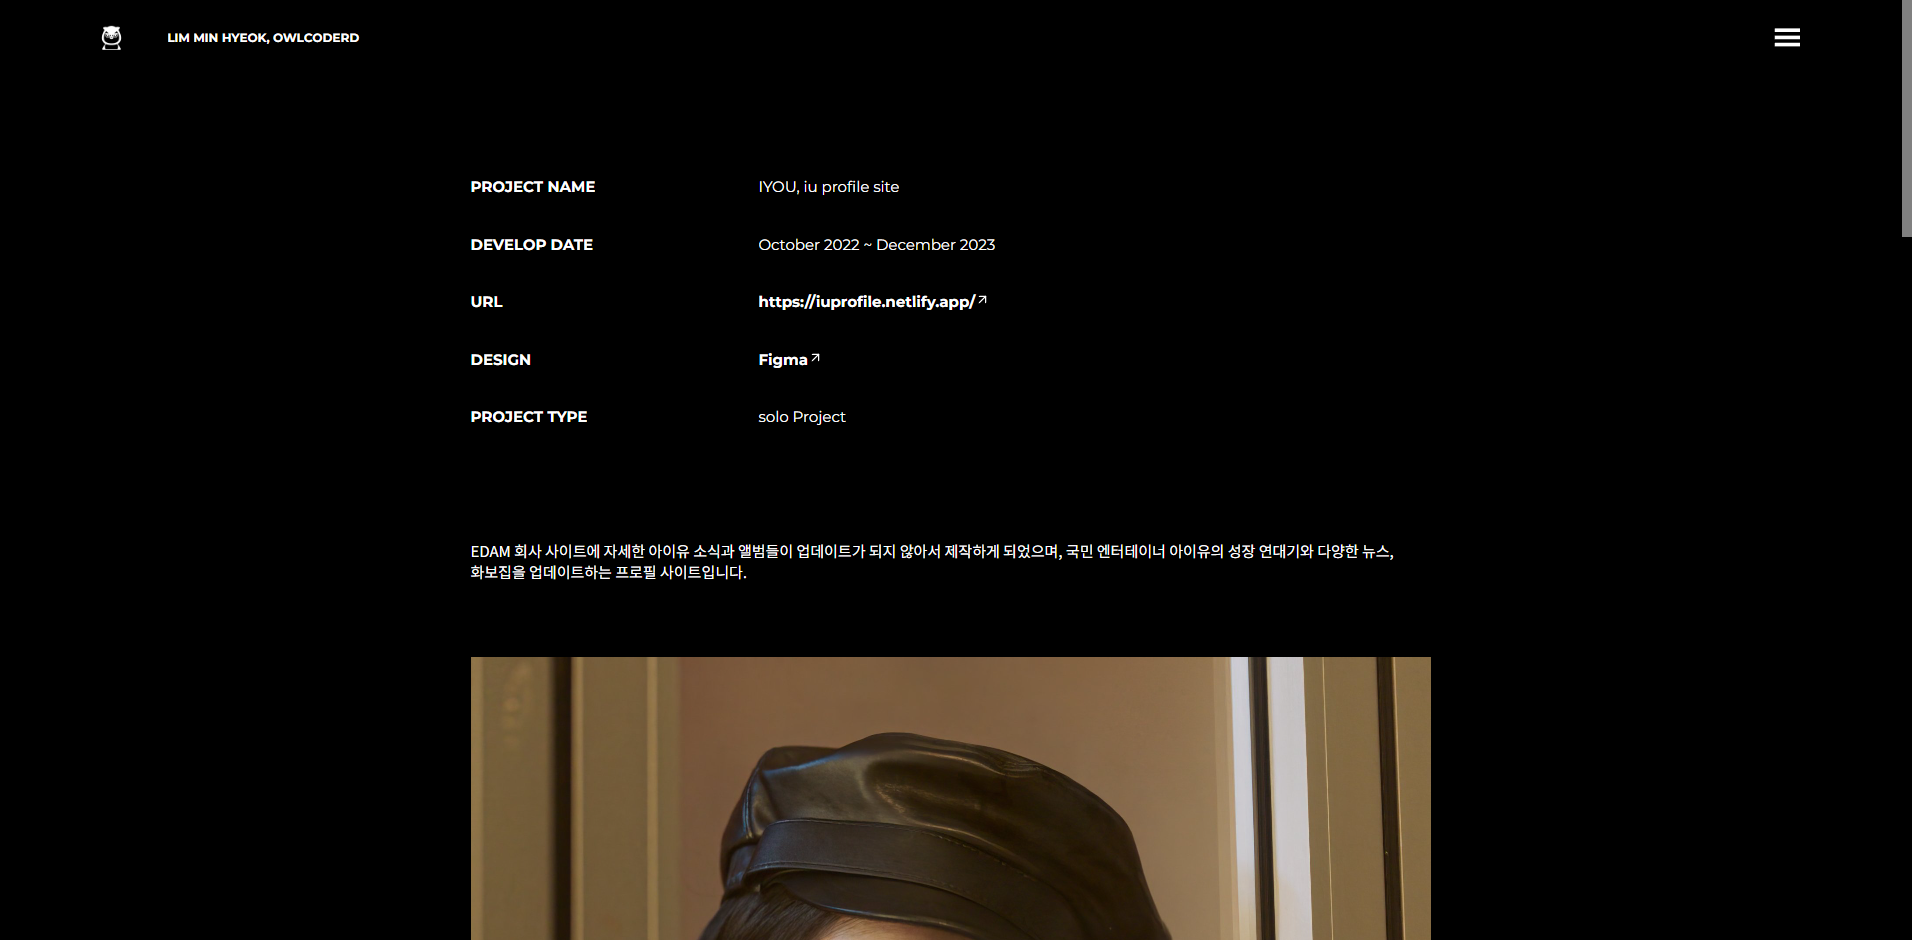 LIM MIN HYEOK, OWLCODERD
PROJECT NAME IYOU, iu profile site
DEVELOP DATE October 2022 ~ December 2023
URL https://iuprofile.netlify.app/
DESIGN Figma
PROJECT TYPE solo Project
EDAM 회사 사이트에 자세한 아이유 소식과 앨범들이 업데이트가 되지 않아서 제작하게 되었으며, 국민 엔터테이너 아이유의 성장 연대기와 다양한 뉴스,
화보집을 업데이트하는 프로필 사이트입니다.